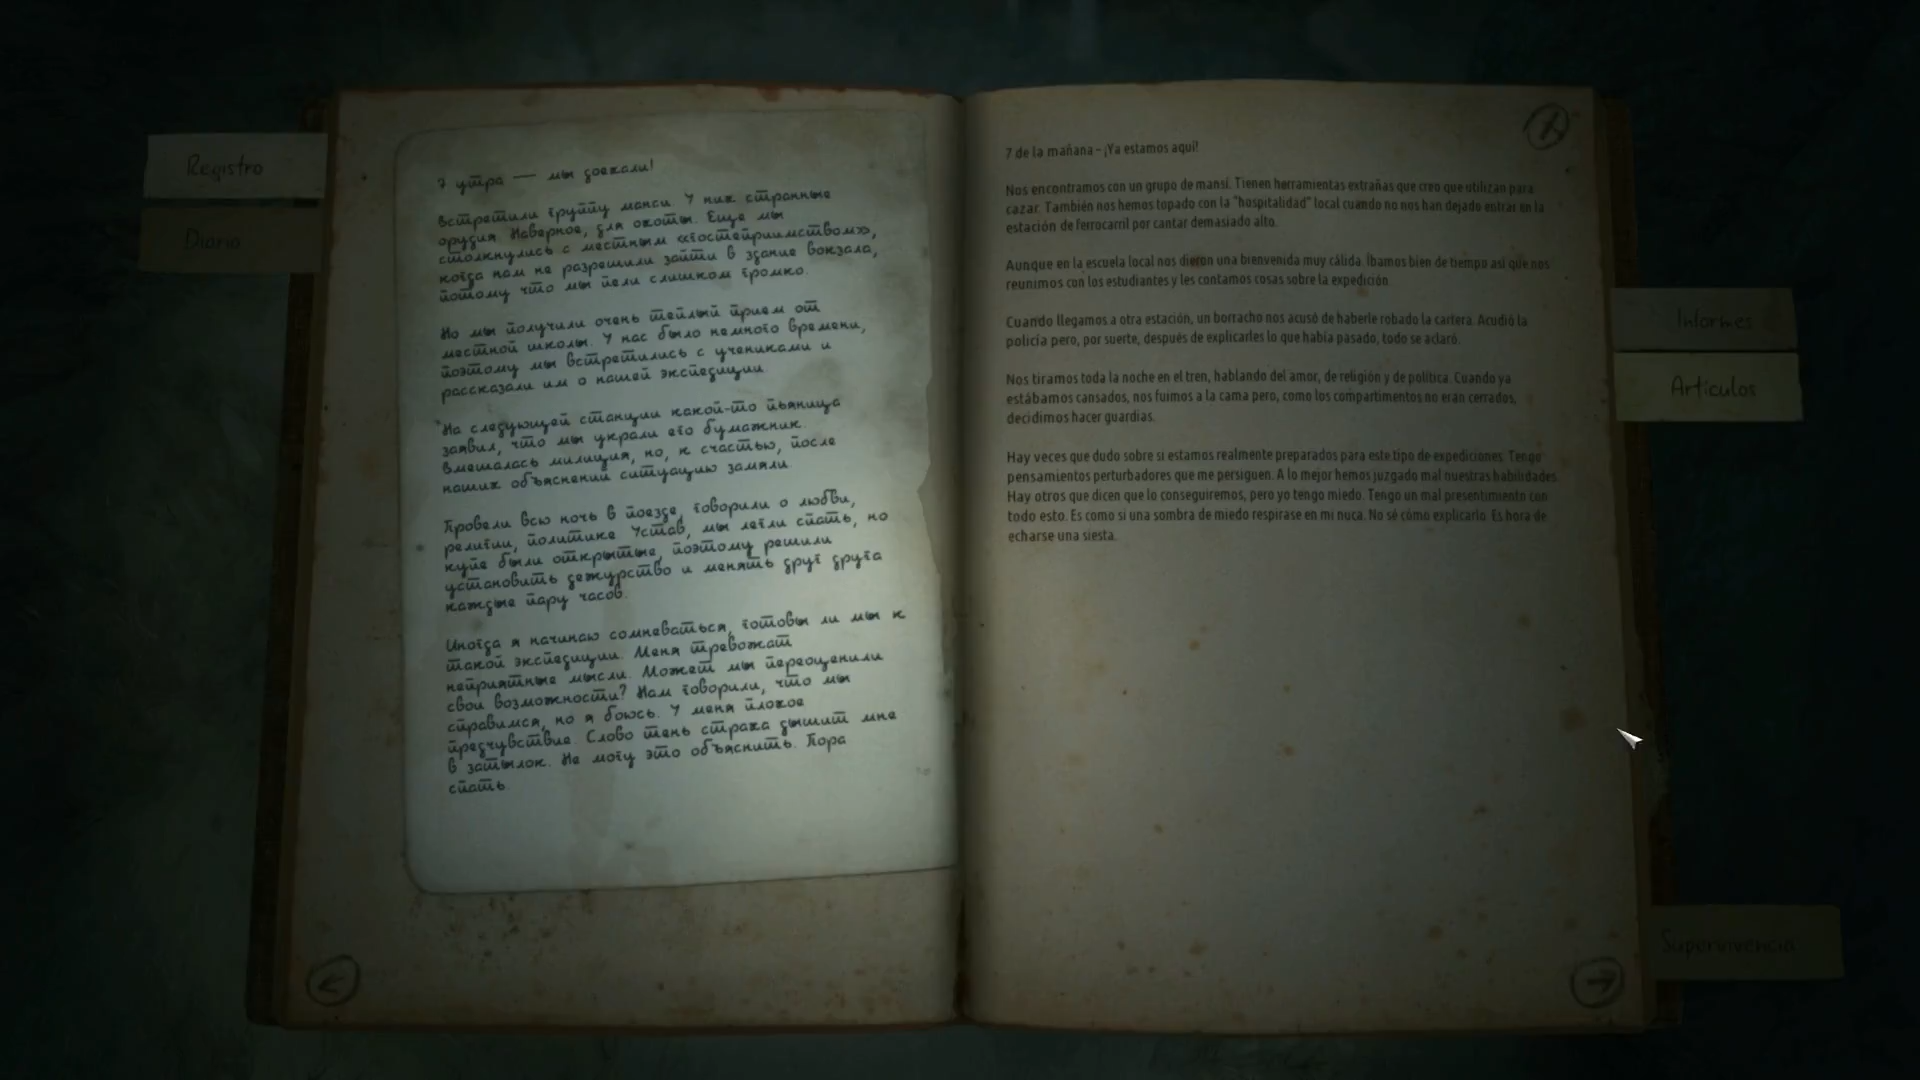 Registro
Diario
7 утра — мы доехали!
Встретили группу манси. У них странные
орудия. Наверное, для охоты. Еще мы
столкнулись с местным «гостеприимством»,
когда нам не разрешили зайти в здание вокзала,
потому что мы пели слишком громко.
Но мы получили очень теплый прием от
местной школы. У нас было немного времени,
поэтому мы встретились с учениками и
рассказали им о нашей экспедиции
На следующей станции какой-то пьяница
заявил, что мы украли его бумажник.
Вмешалась милиция, но, к счастью, после
наших объяснений ситуацию замяли.
Провели всю ночь в поезде, говорили о любви,
религии, политике. Устав, мы легли спать, но
купе были открытые, поэтому решили
установить дежурство и менять друг друга
каждые пару часов.
Иногда я начинаю сомневаться, готовы ли мы к
такой экспедиции. Меня тревожат
неприятные мысли. Может мы переоценили
свои возможности? Нам говорили, что мы
справимся, но я боюсь. У меня плохое
предчувствие. Слово тень страха дышит мне
в затылок. Не могу это объяснить. Пора
спать.
7 de la mañana – ¡Ya estamos aquí!
Nos encontramos con un grupo de mansi. Tienen herramientas extrañas que creo que utilizan para
cazar. También nos hemos topado con la "hospitalidad" local cuando no nos han dejado entrar en la
estación de ferrocarril por cantar demasiado alto.
Aunque en la escuela local nos dieron una bienvenida muy cálida. Íbamos bien de tiempo así que nos
reunimos con los estudiantes y les contamos cosas sobre la expedición.
Cuando llegamos a otra estación, un borracho nos acusó de haberle robado la cartera. Acudió la
policía pero, por suerte, después de explicarles lo que había pasado, todo se aclaró.
Nos tiramos toda la noche en el tren, hablando del amor, de religión y de política. Cuando ya
estábamos cansados, nos fuimos a la cama pero, como los compartimentos no eran cerrados,
decidimos hacer guardias.
Hay veces que dudo sobre si estamos realmente preparados para este tipo de expediciones. Tengo
pensamientos perturbadores que me persiguen. A lo mejor hemos juzgado mal nuestras habilidades.
Hay otros que dicen que lo conseguiremos, pero yo tengo miedo. Tengo un mal presentimiento con
todo esto. Es como si una sombra de miedo respirase en mi nuca. No sé cómo explicarlo. Es hora de
echarse una siesta.
Informes
Artículos
Supervivencia